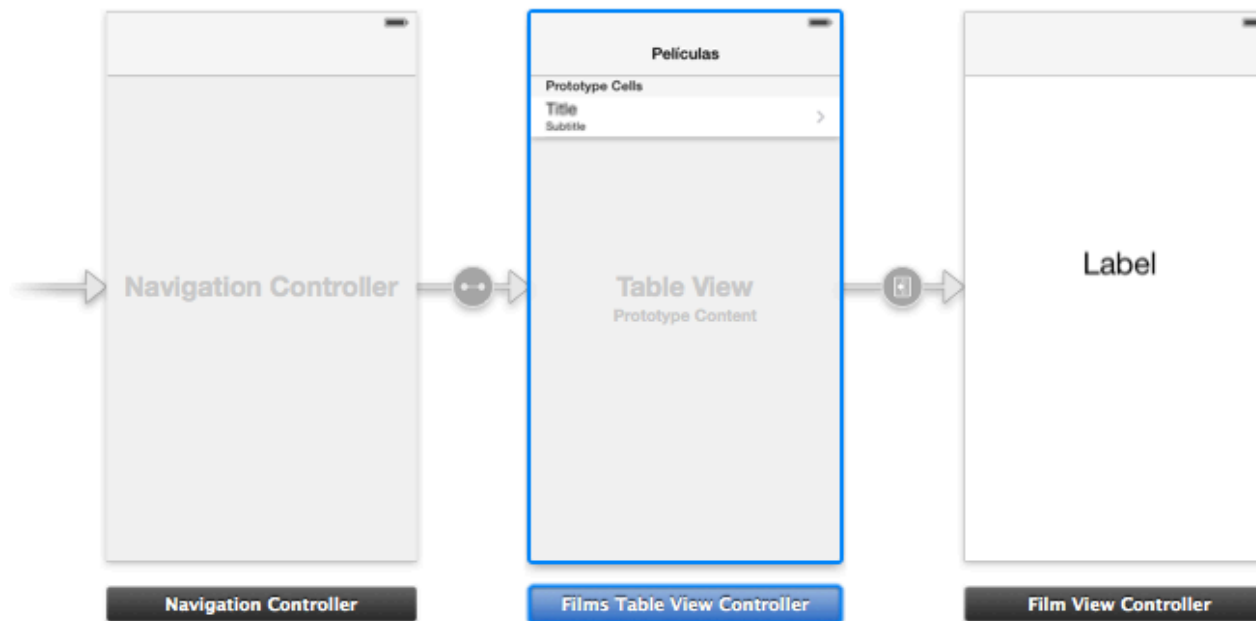 Navigation Controller
Navigation Controller
Películas
Prototype Cells
Title
Subtitle
Table View
Prototype Content
Films Table View Controller
Label
Film View Controller